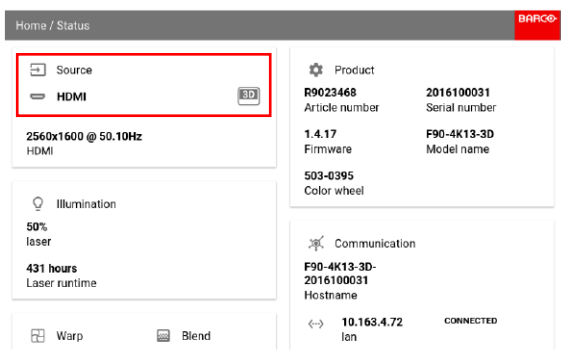 Home / Status
BARCO
Source
HDMI
3D
2560x1600 @ 50.10Hz
HDMI
Illumination
50%
laser
431 hours
Laser runtime
Warp
Blend
Product
R9023468
Article number
2016100031
Serial number
1.4.17
Firmware
F90-4K13-3D
Model name
503-0395
Color wheel
Communication
F90-4K13-3D-
2016100031
Hostname
10.163.4.72
lan
CONNECTED